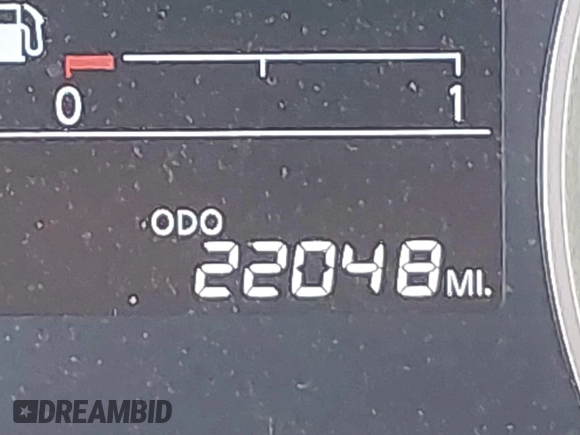 0 1
ODO
22048 MI.
DREAMBID